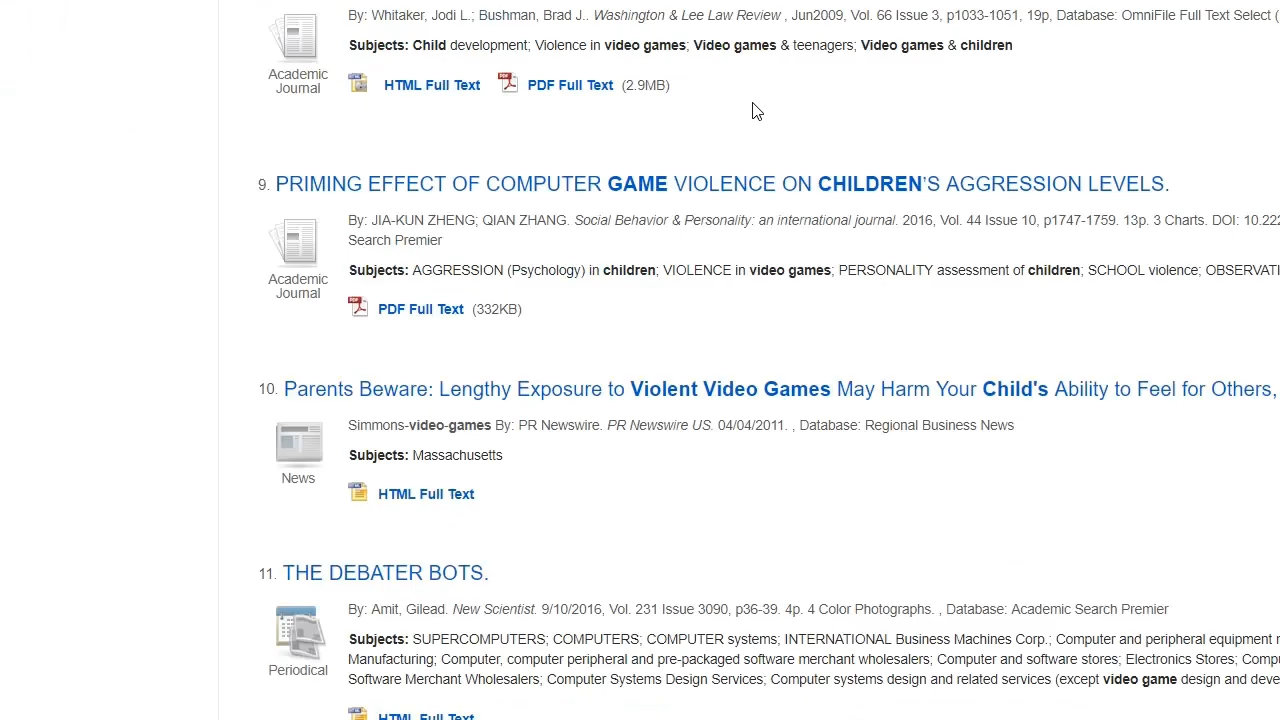 By: Whitaker, Jodi L.; Bushman, Brad J.. Washington & Lee Law Review , Jun2009, Vol. 66 Issue 3, p1033-1051, 19p, Database: OmniFile Full Text Select (
Subjects: Child development; Violence in video games; Video games & teenagers; Video games & children
Academic
Journal
HTML Full Text PDF Full Text (2.9MB)
9. PRIMING EFFECT OF COMPUTER GAME VIOLENCE ON CHILDREN'S AGGRESSION LEVELS.
By: JIA-KUN ZHENG; QIAN ZHANG. Social Behavior & Personality: an international journal. 2016, Vol. 44 Issue 10, p1747-1759. 13p. 3 Charts. DOI: 10.222
Search Premier
Subjects: AGGRESSION (Psychology) in children; VIOLENCE in video games; PERSONALITY assessment of children; SCHOOL violence; OBSERVATI
Academic
Journal
PDF Full Text (332KB)
10. Parents Beware: Lengthy Exposure to Violent Video Games May Harm Your Child's Ability to Feel for Others,
Simmons-video-games By: PR Newswire. PR Newswire US. 04/04/2011. , Database: Regional Business News
Subjects: Massachusetts
News
HTML Full Text
11. THE DEBATER BOTS.
By: Amit, Gilead. New Scientist. 9/10/2016, Vol. 231 Issue 3090, p36-39. 4p. 4 Color Photographs. , Database: Academic Search Premier
Subjects: SUPERCOMPUTERS; COMPUTERS; COMPUTER systems; INTERNATIONAL Business Machines Corp.; Computer and peripheral equipment
Manufacturing; Computer, computer peripheral and pre-packaged software merchant wholesalers; Computer and software stores; Electronics Stores; Comp
Periodical
Software Merchant Wholesalers; Computer Systems Design Services; Computer systems design and related services (except video game design and deve
HTML Full Text